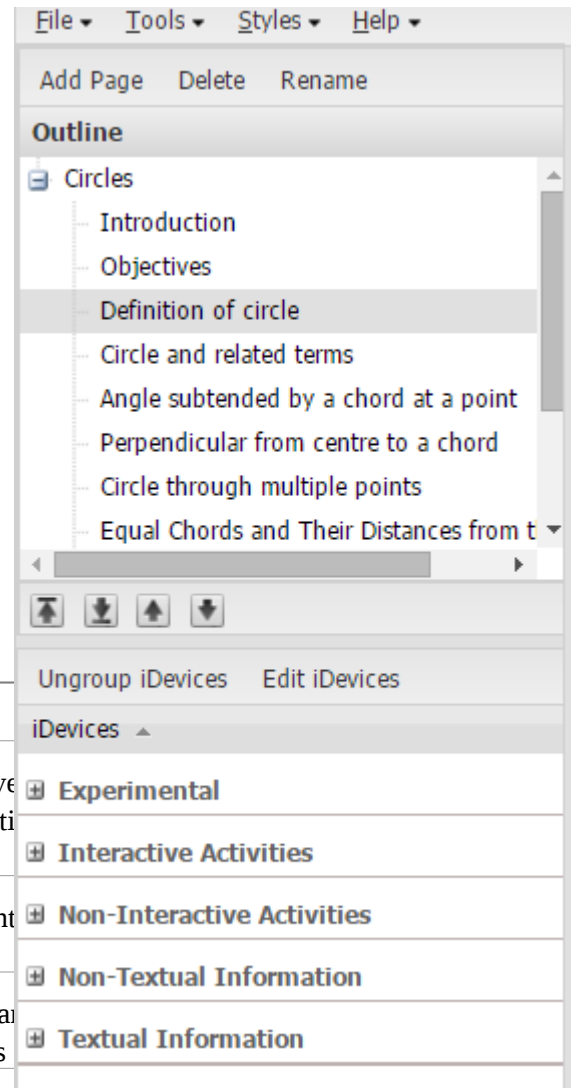 File Tools Styles Help
Add Page Delete Rename
Outline
Circles
Introduction
Objectives
Definition of circle
Circle and related terms
Angle subtended by a chord at a point
Perpendicular from centre to a chord
Circle through multiple points
Equal Chords and Their Distances from t
Ungroup iDevices Edit iDevices
iDevices
Experimental
Interactive Activities
Non-Interactive Activities
Non-Textual Information
Textual Information